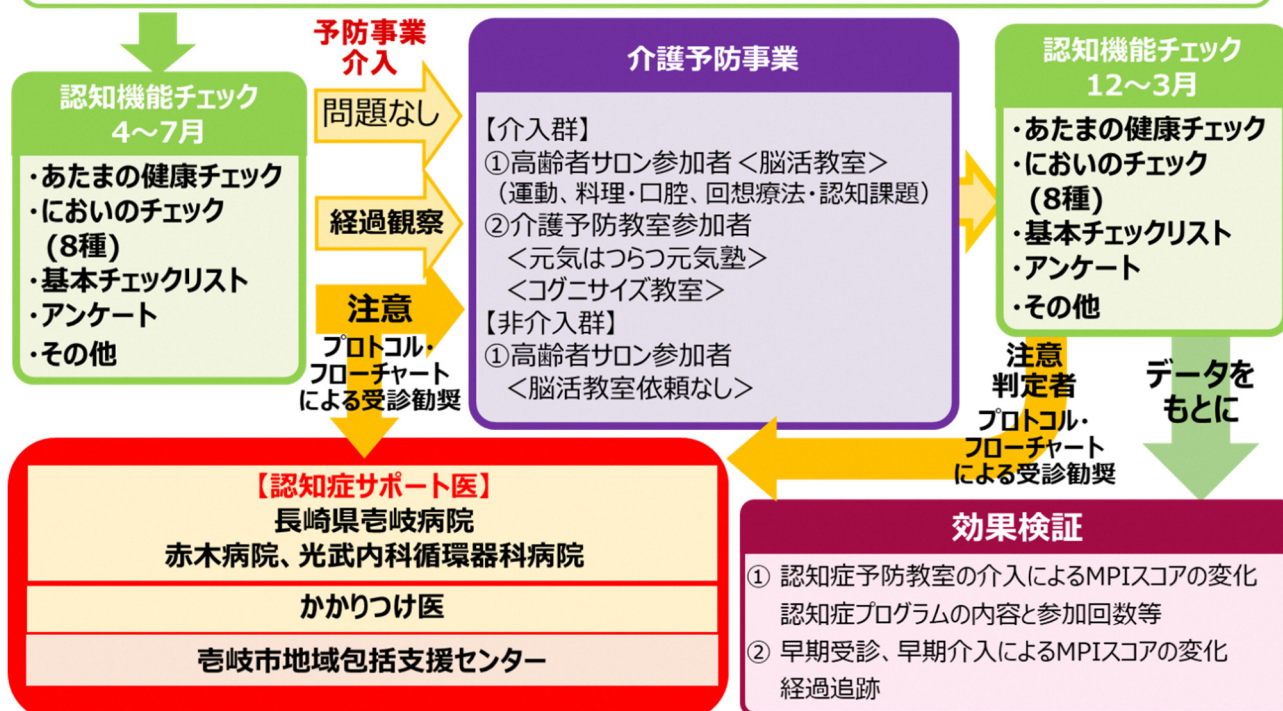 認知機能チェック
4～7月
・あたまの健康チェック
・においのチェック
(8種)
・基本チェックリスト
・アンケート
・その他
予防事業
介入
問題なし
経過観察
注意
プロトコル・
フローチャート
による受診勧奨
介護予防事業
【介入群】
①高齢者サロン参加者＜脳活教室＞
（運動、料理・口腔、回想療法・認知課題）
②介護予防教室参加者
＜元気はつらつ元気塾＞
＜コグニサイズ教室＞
【非介入群】
①高齢者サロン参加者
＜脳活教室依頼なし＞
認知機能チェック
12～3月
・あたまの健康チェック
・においのチェック
(8種)
・基本チェックリスト
・アンケート
・その他
注意
判定者
プロトコル・
フローチャート
による受診勧奨
データを
もとに
【認知症サポート医】
長崎県壱岐病院
赤木病院、光武内科循環器科病院
かかりつけ医
壱岐市地域包括支援センター
効果検証
① 認知症予防教室の介入によるMPIスコアの変化
認知症プログラムの内容と参加回数等
② 早期受診、早期介入によるMPIスコアの変化
経過追跡